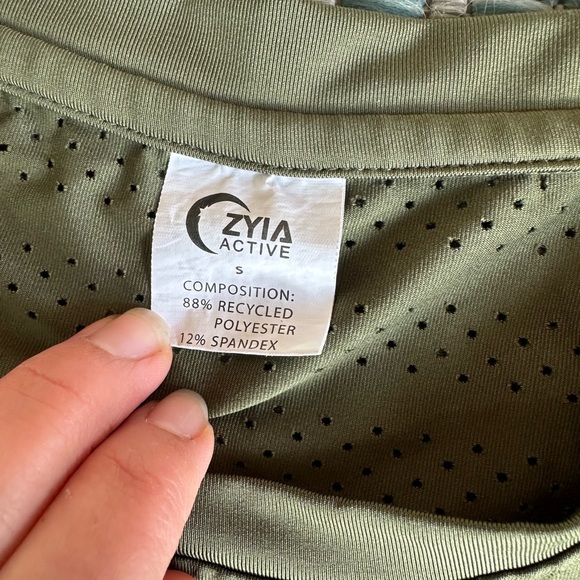 ZYIA
ACTIVE
S
COMPOSITION:
88% RECYCLED
POLYESTER
12% SPANDEX